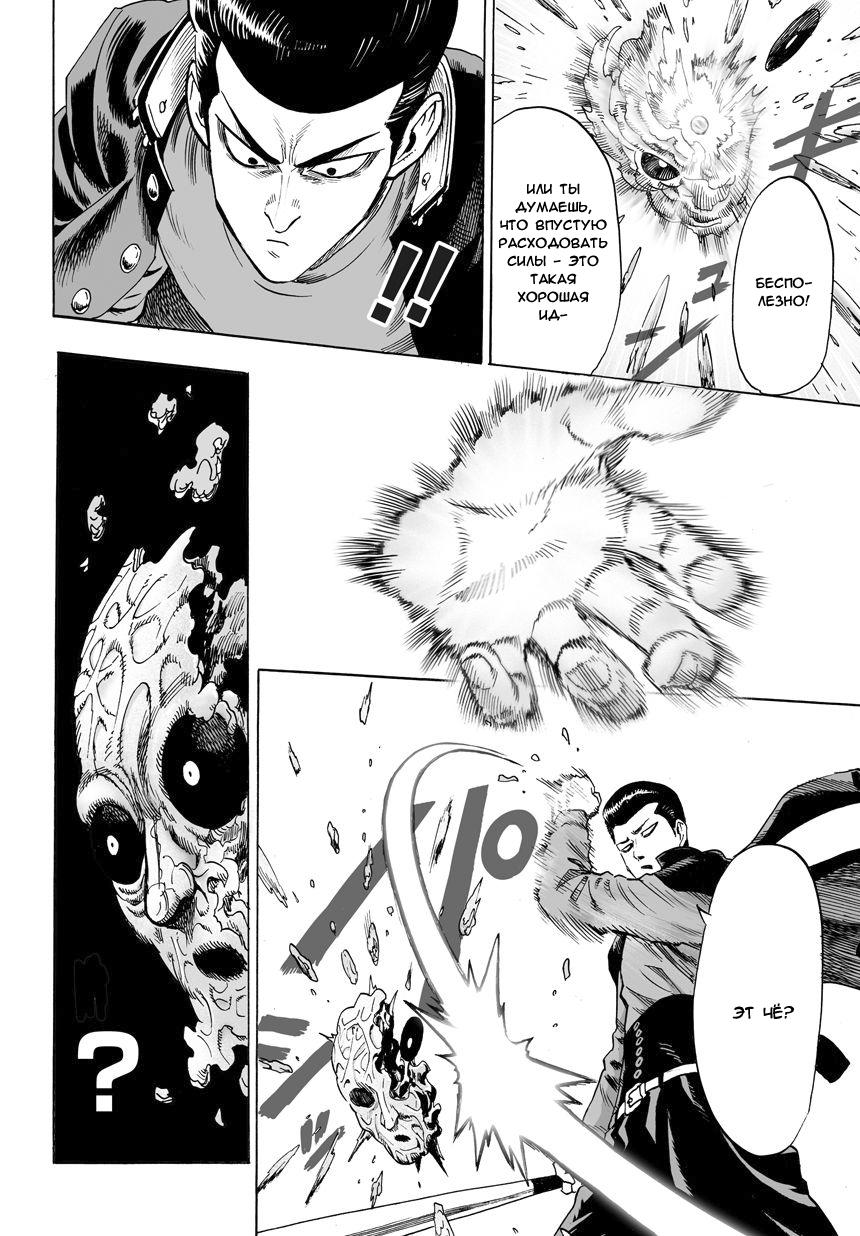 БЕСПО-
ЛЕЗНО!
ИЛИ ТЫ
ДУМАЕШЬ,
ЧТО ВПУСТУЮ
РАСХОДОВАТЬ
СИЛЫ - ЭТО
ТАКАЯ
ХОРОШАЯ
ИД-
!!
?
ЭТ ЧЁ?